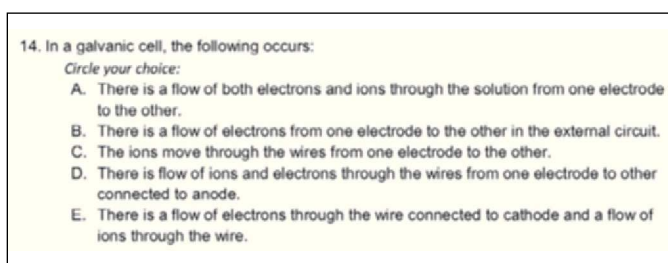 14. In a galvanic cell, the following occurs:
Circle your choice:
A. There is a flow of both electrons and ions through the solution from one electrode
to the other.
B. There is a flow of electrons from one electrode to the other in the external circuit.
C. The ions move through the wires from one electrode to the other.
D. There is flow of ions and electrons through the wires from one electrode to other
connected to anode.
E. There is a flow of electrons through the wire connected to cathode and a flow of
ions through the wire.